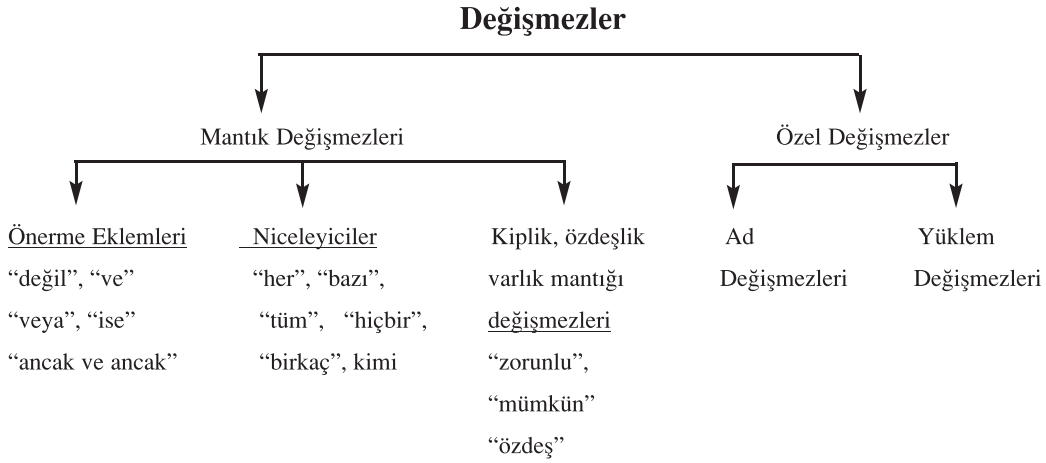 Değişmezler
Mantık Değişmezleri
Özel Değişmezler
Önerme Eklemleri
“değil”, “ve”
“veya”, “ise”
“ancak ve ancak”
Niceleyiciler
“her”, “bazı”,
“tüm”, “hiçbir”,
“birkaç”, kimi
Kiplik, özdeşlik
varlık mantığı
değişmezleri
“zorunlu”,
“mümkün”
“özdeş”
Ad
Değişmezleri
Yüklem
Değişmezleri